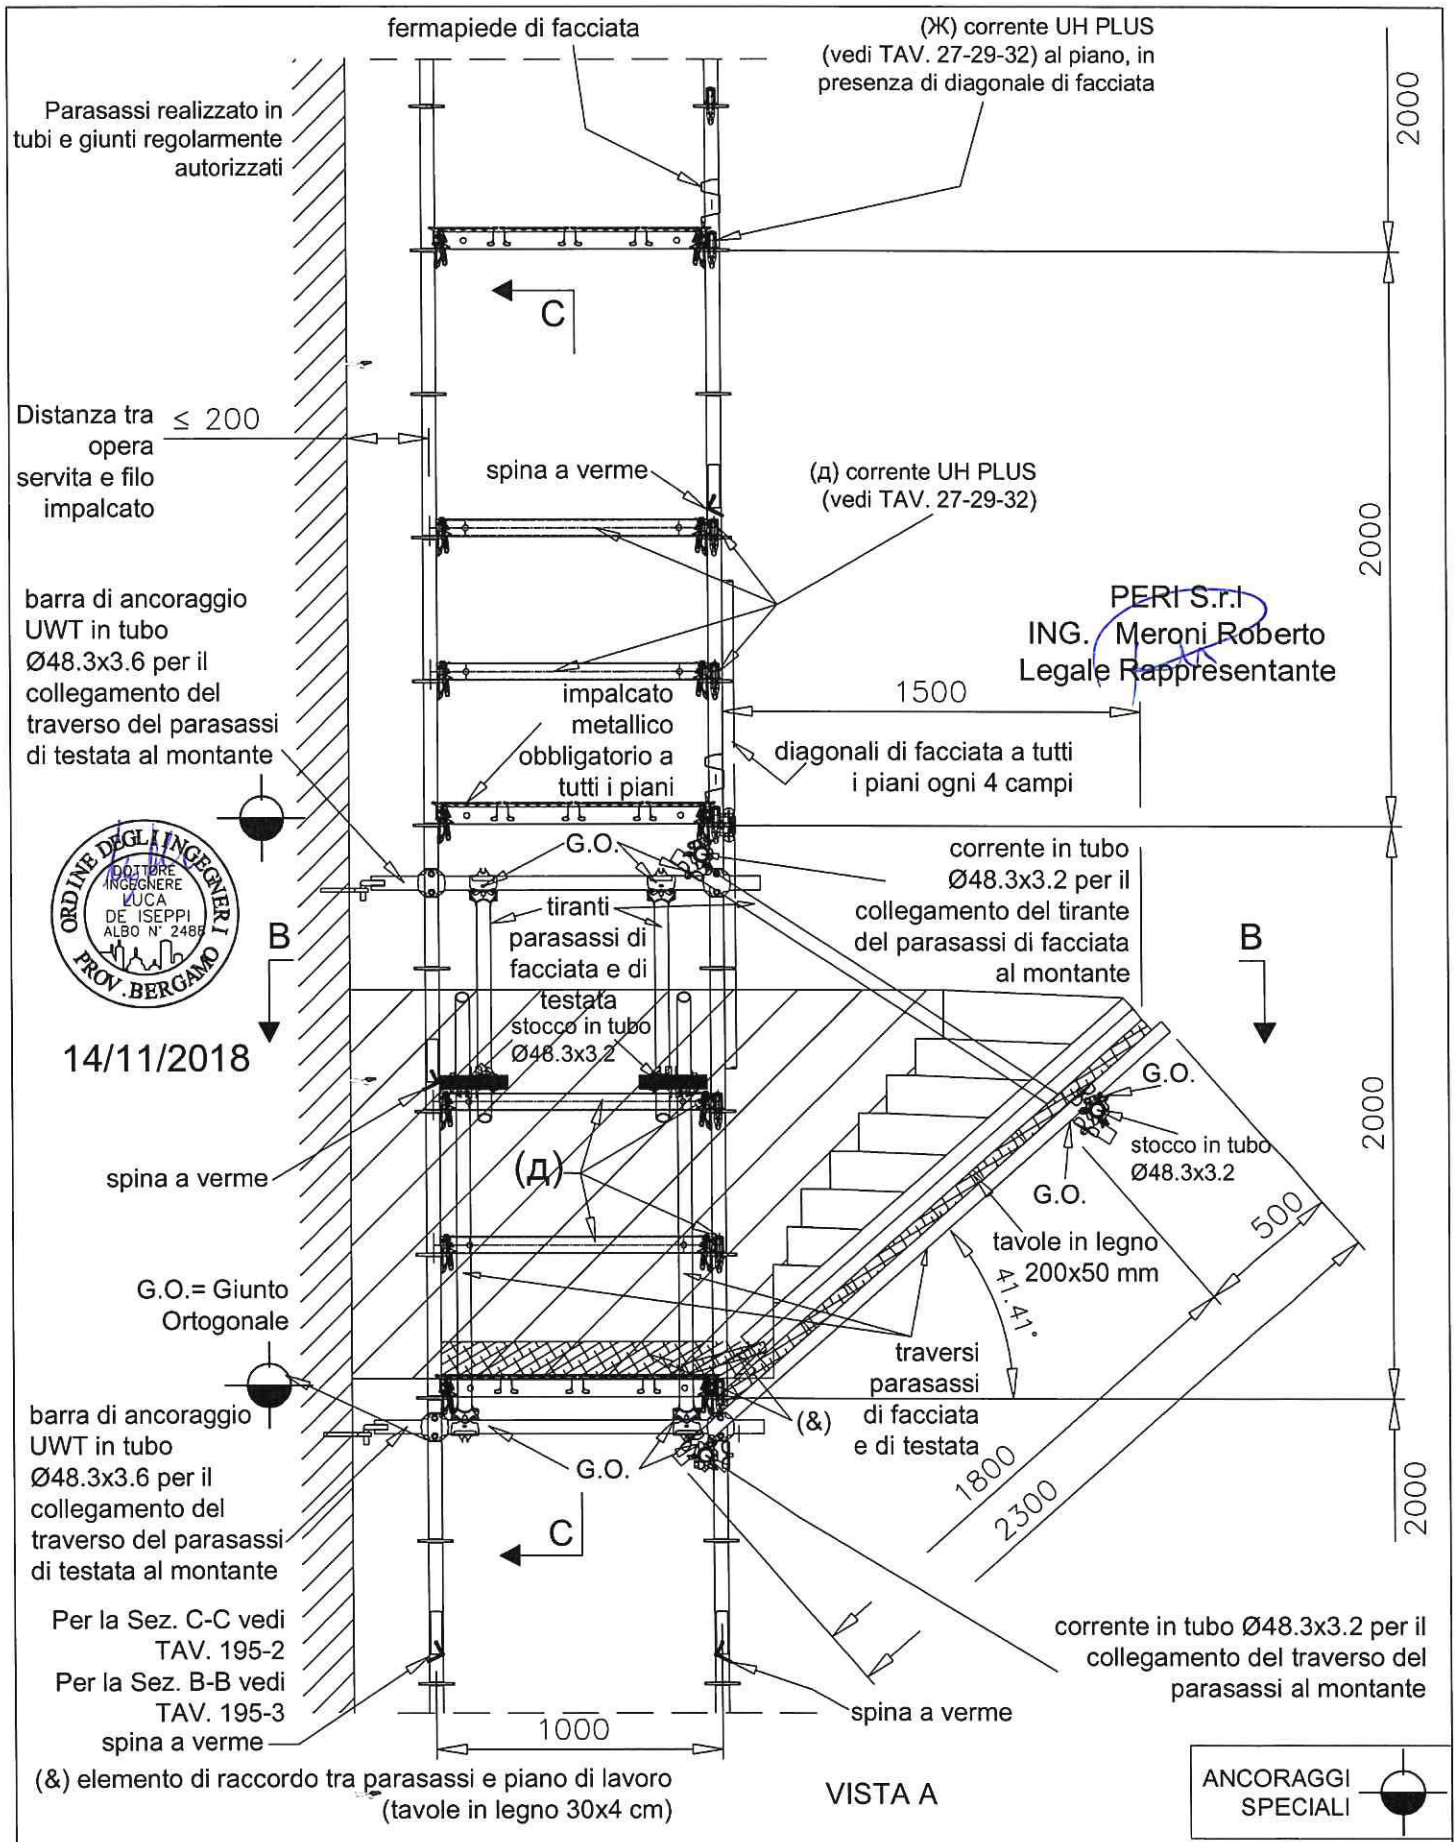 fermapiede di facciata
(Ж) corrente UH PLUS
(vedi TAV. 27-29-32) al piano, in
presenza di diagonale di facciata
2000
Parasassi realizzato in
tubi e giunti regolarmente
autorizzati
C
Distanza tra
opera
servita e filo
impalcato
≤ 200
spina a verme
(д) corrente UH PLUS
(vedi TAV. 27-29-32)
2000
barra di ancoraggio
UWT in tubo
Ø48.3x3.6 per il
collegamento del
traverso del parasassi
di testata al montante
PERI S.r.l
ING. Meroni Roberto
Legale Rappresentante
1500
impalcato
metallico
obbligatorio a
tutti i piani
diagonali di facciata a tutti
i piani ogni 4 campi
G.O.
corrente in tubo
Ø48.3x3.2 per il
collegamento del tirante
del parasassi di facciata
al montante
ORDINE DEGLI INGEGNERI
PROV. BERGAMO
DOTTORE
INGEGNERE
LUCA
DE ISEPPI
ALBO N° 2488
B
tiranti
parasassi di
facciata e di
testata
B
stocco in tubo
Ø48.3x3.2
14/11/2018
G.O.
stocco in tubo
Ø48.3x3.2
G.O.
2000
spina a verme
(д)
500
tavole in legno
200x50 mm
41.41°
G.O.= Giunto
Ortogonale
traversi
parasassi
di facciata
e di testata
(&)
barra di ancoraggio
UWT in tubo
Ø48.3x3.6 per il
collegamento del
traverso del parasassi
di testata al montante
G.O.
1800
2300
2000
C
Per la Sez. C-C vedi
TAV. 195-2
Per la Sez. B-B vedi
TAV. 195-3
spina a verme
corrente in tubo Ø48.3x3.2 per il
collegamento del traverso del
parasassi al montante
spina a verme
1000
(&) elemento di raccordo tra parasassi e piano di lavoro
(tavole in legno 30x4 cm)
VISTA A
ANCORAGGI
SPECIALI